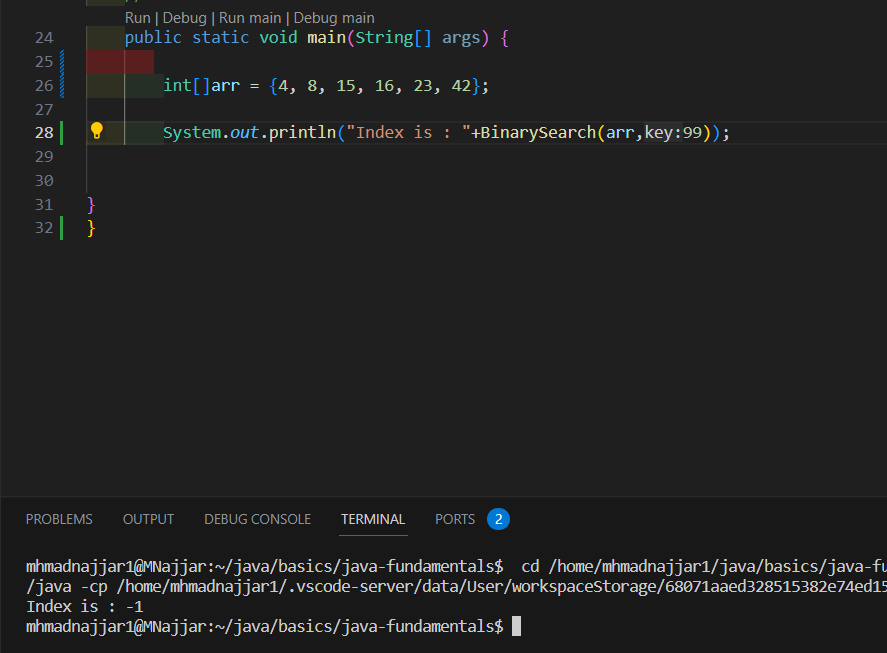 Run | Debug | Run main | Debug main
24 public static void main(String[] args) {
25
26 int[]arr = {4, 8, 15, 16, 23, 42};
27
28 System.out.println("Index is : "+BinarySearch(arr,key:99));
29
30
31 }
32 }
PROBLEMS OUTPUT DEBUG CONSOLE TERMINAL PORTS 2
mhmadnajjar1@MNajjar:~/java/basics/java-fundamentals$ cd /home/mhmadnajjar1/java/basics/java-fu
/java -cp /home/mhmadnajjar1/.vscode-server/data/User/workspaceStorage/68071aaed328515382e74ed15
Index is : -1
mhmadnajjar1@MNajjar:~/java/basics/java-fundamentals$